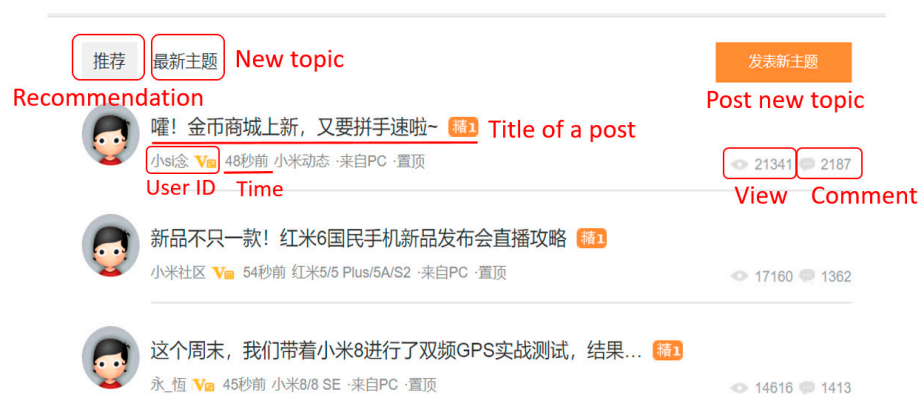 推荐 最新主题 New topic 发表新主题
Recommendation Post new topic
嚯！金币商城上新，又要拼手速啦~ 精1 Title of a post
小si念 V 48秒前 小米动态 ·来自PC ·置顶 21341 2187
User ID Time View Comment
新品不只一款！红米6国民手机新品发布会直播攻略 精1
小米社区 V 54秒前 红米5/5 Plus/5A/S2 ·来自PC ·置顶 17160 1362
这个周末，我们带着小米8进行了双频GPS实战测试，结果... 精1
永_恆 V 45秒前 小米8/8 SE ·来自PC ·置顶 14616 1413